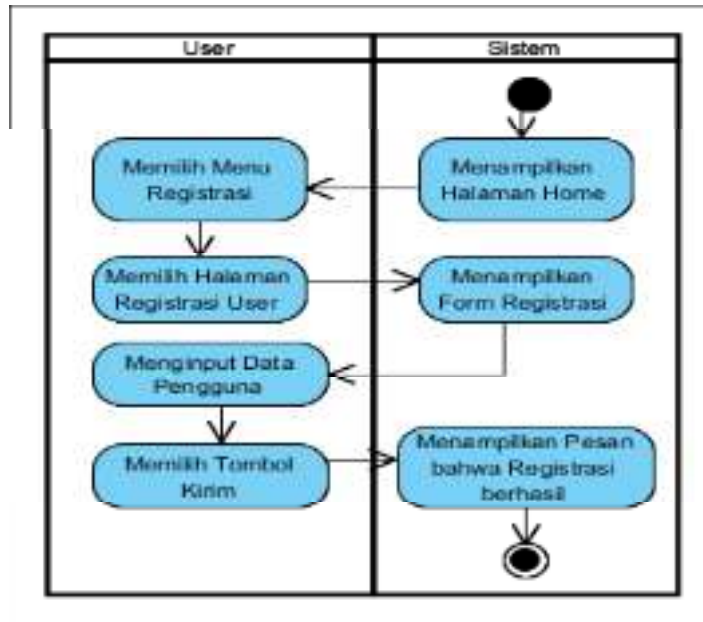 User
Sistem
Menampilkan
Halaman Home
Memilih Menu
Registrasi
Memilih Halaman
Registrasi User
Menampilkan
Form Registrasi
Menginput Data
Pengguna
Memilih Tombol
Kirim
Menampilkan Pesan
bahwa Registrasi
berhasil